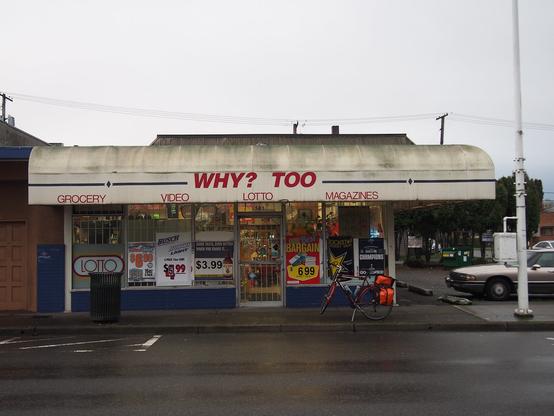 WHY? TOO
GROCERY VIDEO LOTTO MAGAZINES
LOTTO
BUSCH
$3.99
BARGAIN
699
CHAMPIONS